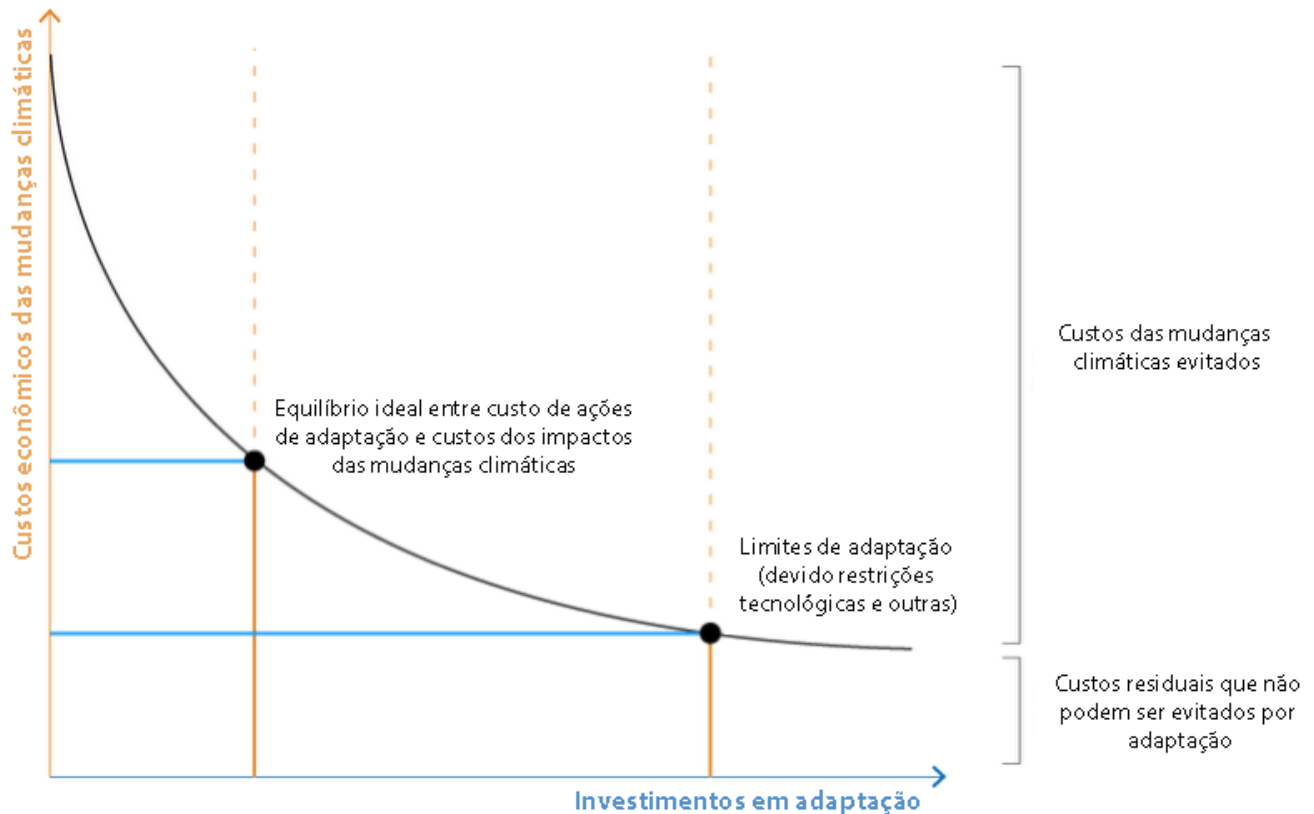 Custos econômicos das mudanças climáticas
Equilíbrio ideal entre custo de ações
de adaptação e custos dos impactos
das mudanças climáticas
Limites de adaptação
(devido restrições
tecnológicas e outras)
Custos das mudanças
climáticas evitados
Custos residuais que não
podem ser evitados por
adaptação
Investimentos em adaptação